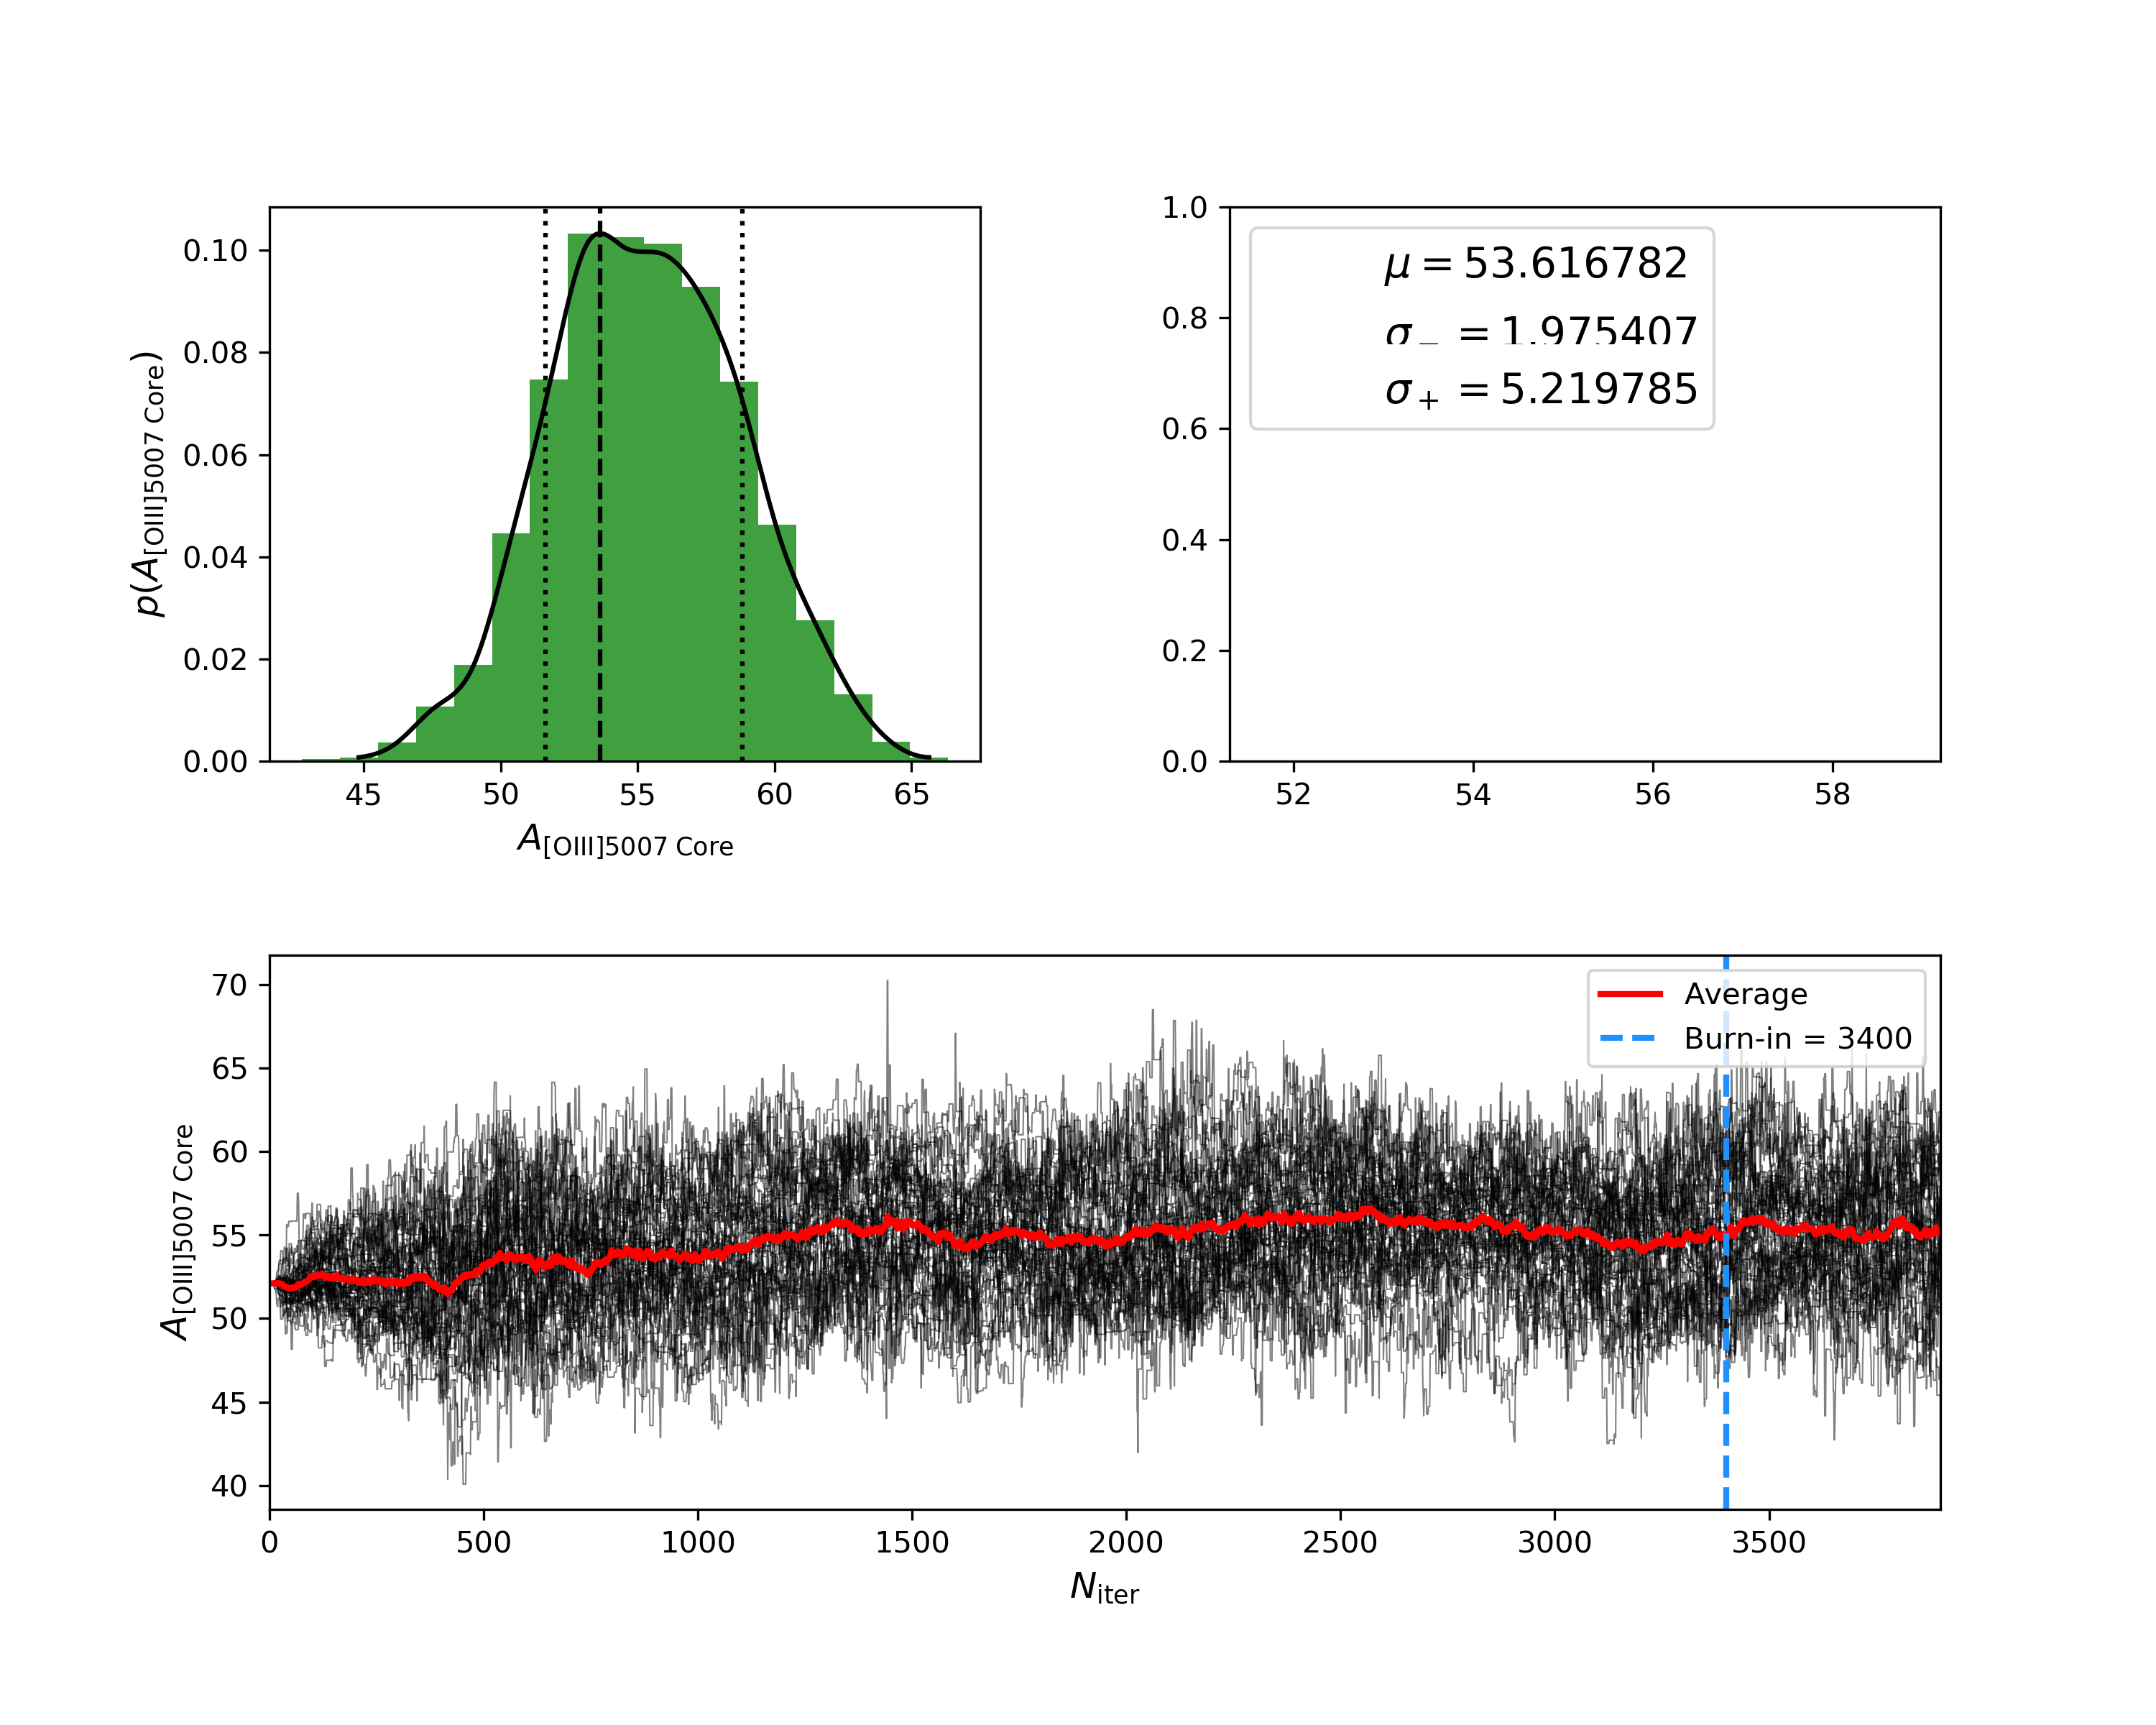 0.10
0.08
0.06
0.04
0.02
0.00
45 50 55 60 65
p(A[OIII]5007 Core)
A[OIII]5007 Core
1.0
0.8
0.6
0.4
0.2
0.0
52 54 56 58
μ = 53.616782
σ− = 1.975407
σ+ = 5.219785
70
65
60
55
50
45
40
A[OIII]5007 Core
Average
Burn-in = 3400
0 500 1000 1500 2000 2500 3000 3500
Niter